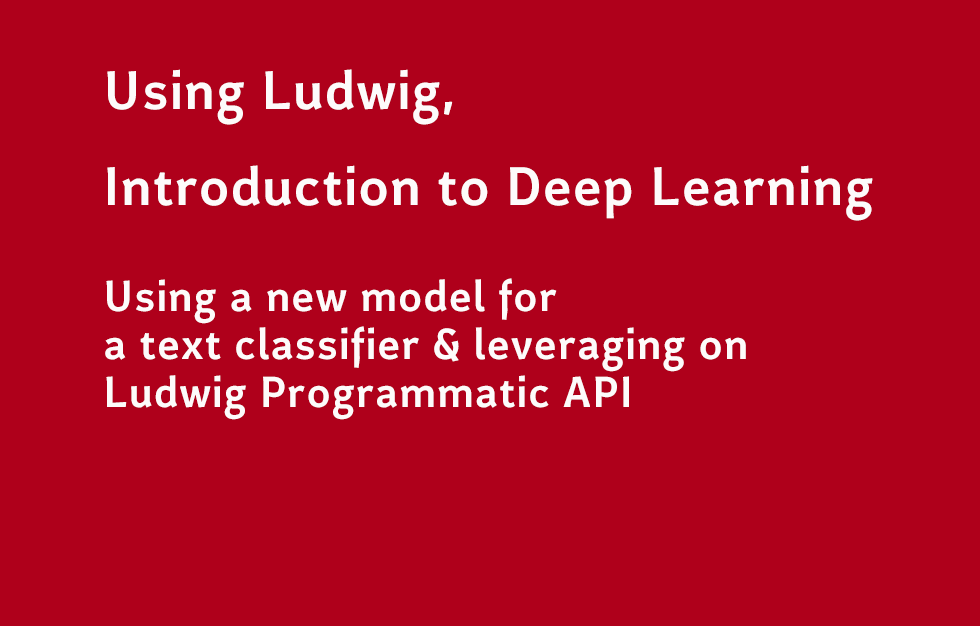 Using Ludwig,
Introduction to Deep Learning
Using a new model for
a text classifier & leveraging on
Ludwig Programmatic API